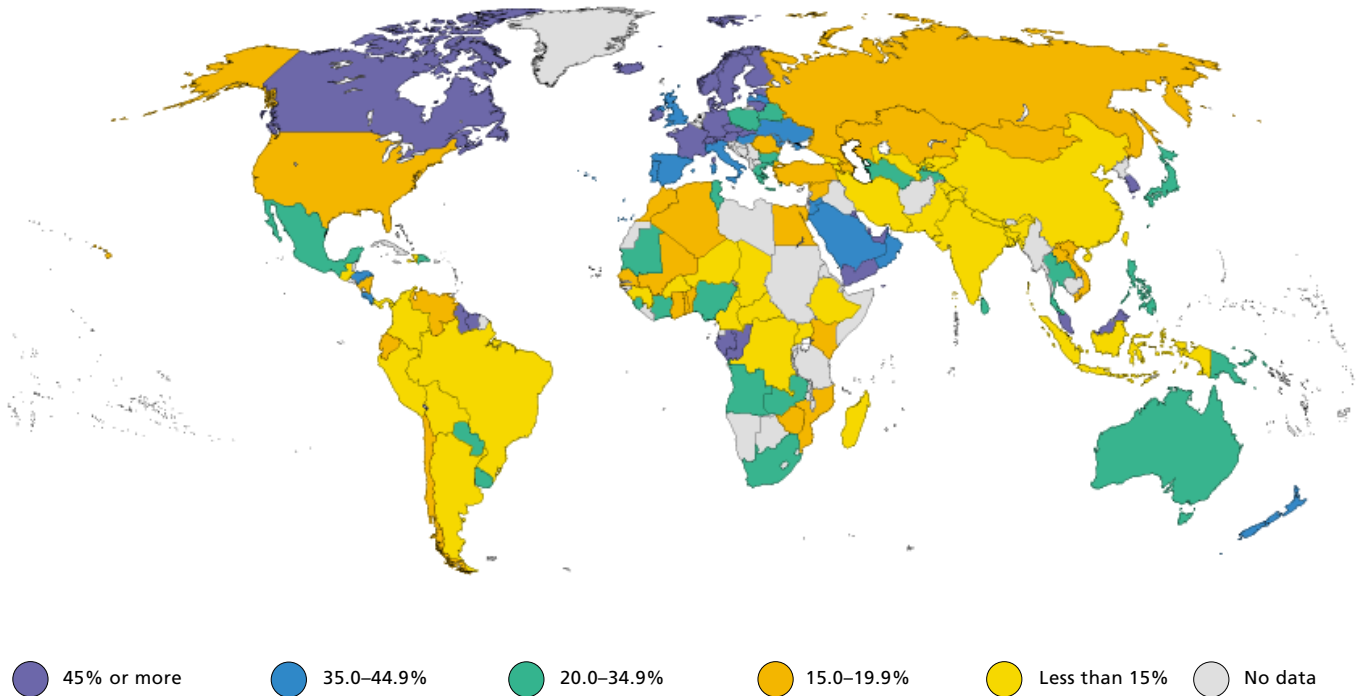 45% or more
35.0–44.9%
20.0–34.9%
15.0–19.9%
Less than 15%
No data